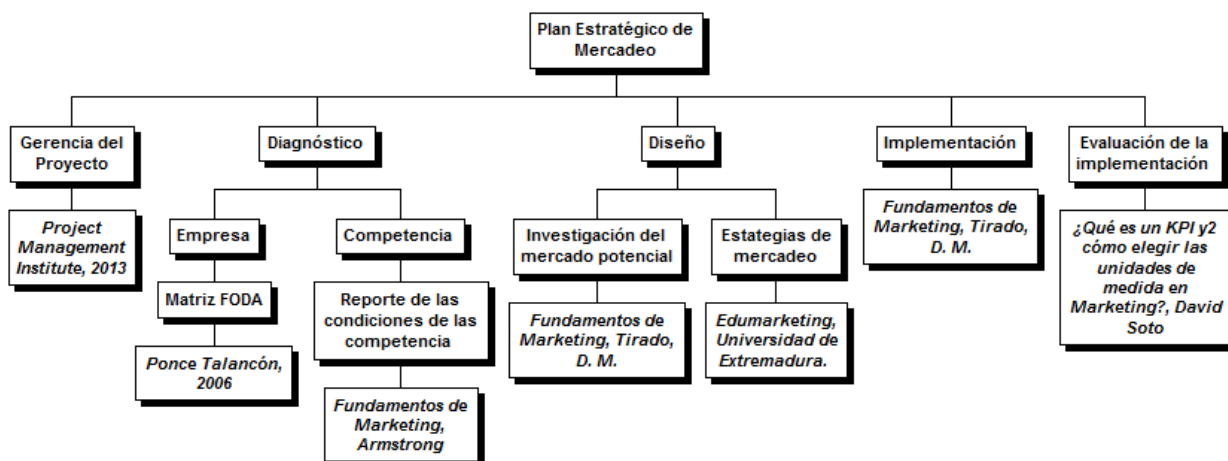 Plan Estratégico de
Mercadeo
Gerencia del
Proyecto
Diagnóstico
Diseño
Implementación
Evaluación de la
implementación
Project
Management
Institute, 2013
Empresa
Competencia
Investigación del
mercado potencial
Estategias de
mercadeo
Fundamentos de
Marketing, Tirado,
D. M.
¿Qué es un KPI y2
cómo elegir las
unidades de
medida en
Marketing?, David
Soto
Matriz FODA
Reporte de las
condiciones de las
competencia
Fundamentos de
Marketing, Tirado,
D. M.
Edumarketing,
Universidad de
Extremadura.
Ponce Talancón,
2006
Fundamentos de
Marketing,
Armstrong